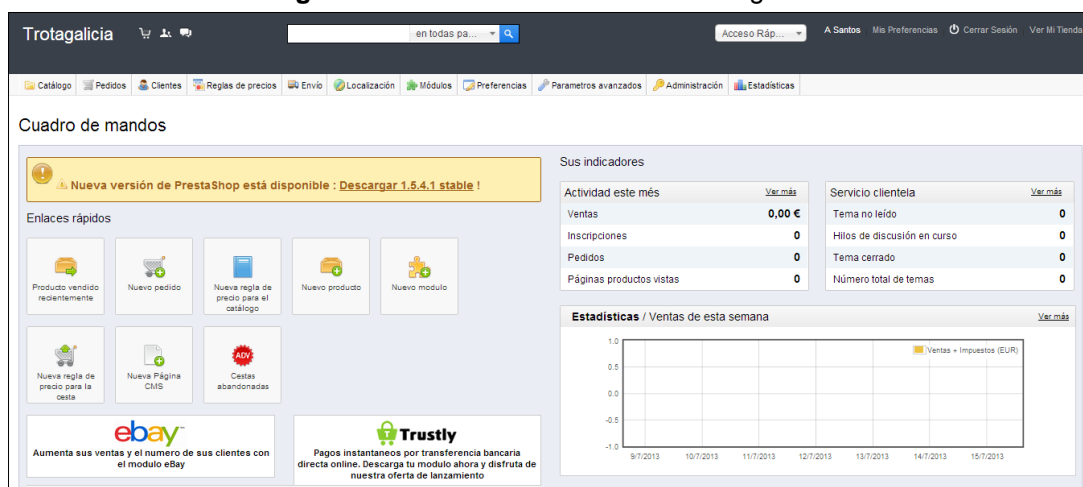 Trotagalicia
en todas pa...
Acceso Ráp...
A Santos Mis Preferencias Cerrar Sesión Ver Mi Tienda
Catálogo Pedidos Clientes Reglas de precios Envío Localización Módulos Preferencias Parametros avanzados Administración Estadísticas
Cuadro de mandos
Nueva versión de PrestaShop está disponible : Descargar 1.5.4.1 stable !
Enlaces rápidos
Producto vendido recientemente
Nuevo pedido
Nueva regla de precio para el catálogo
Nuevo producto
Nuevo modulo
Nueva regla de precio para la cesta
Nueva Página CMS
ADV
Cestas abandonadas
ebay
Aumenta sus ventas y el numero de sus clientes con
el modulo eBay
Trustly
Pagos instantaneos por transferencia bancaria
directa online. Descarga tu modulo ahora y disfruta de
nuestra oferta de lanzamiento
Sus indicadores
Actividad este més Ver más
Ventas 0,00 €
Inscripciones 0
Pedidos 0
Páginas productos vistas 0
Servicio clientela Ver más
Tema no leído 0
Hilos de discusión en curso 0
Tema cerrado 0
Número total de temas 0
Estadísticas / Ventas de esta semana Ver más
Ventas + Impuestos (EUR)
1.0
0.5
0.0
-0.5
-1.0
9/7/2013 10/7/2013 11/7/2013 12/7/2013 13/7/2013 14/7/2013 15/7/2013